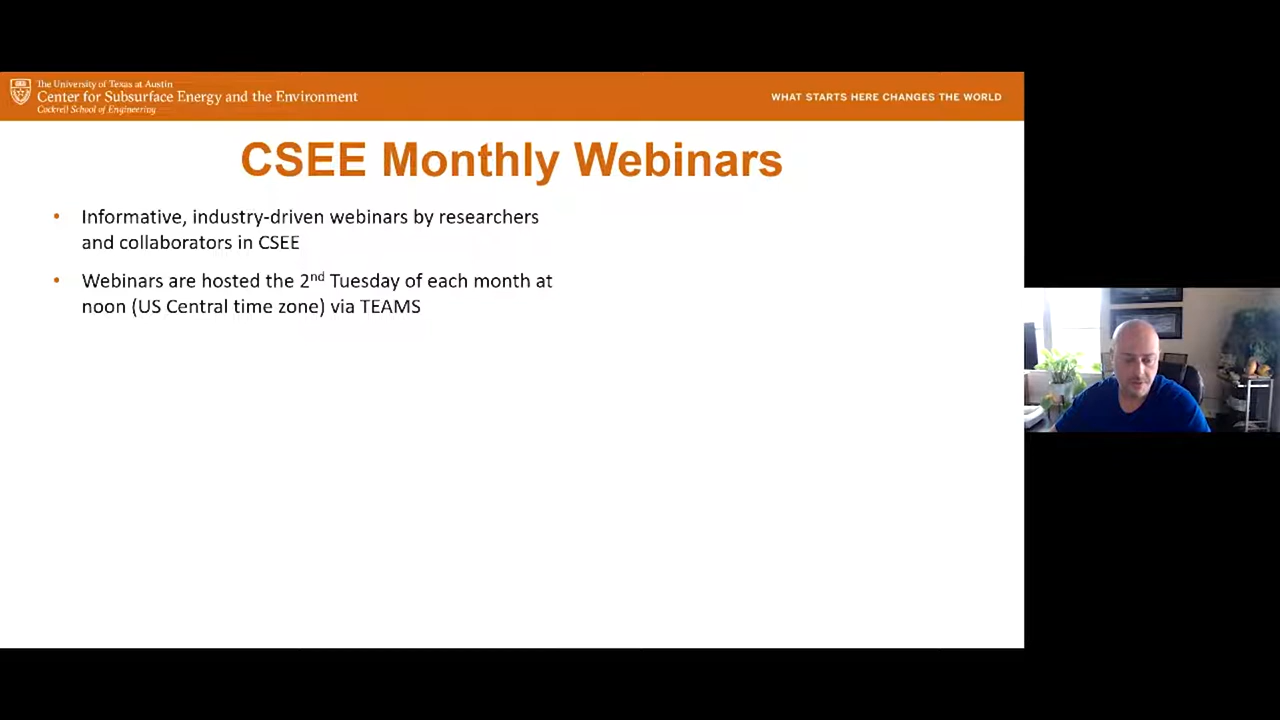 The University of Texas at Austin
Center for Subsurface Energy and the Environment
Cockrell School of Engineering
WHAT STARTS HERE CHANGES THE WORLD
CSEE Monthly Webinars
• Informative, industry-driven webinars by researchers
and collaborators in CSEE
• Webinars are hosted the 2nd Tuesday of each month at
noon (US Central time zone) via TEAMS